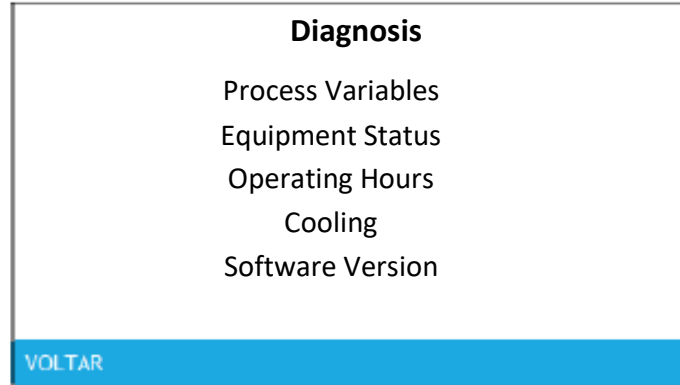 Diagnosis
Process Variables
Equipment Status
Operating Hours
Cooling
Software Version
VOLTAR